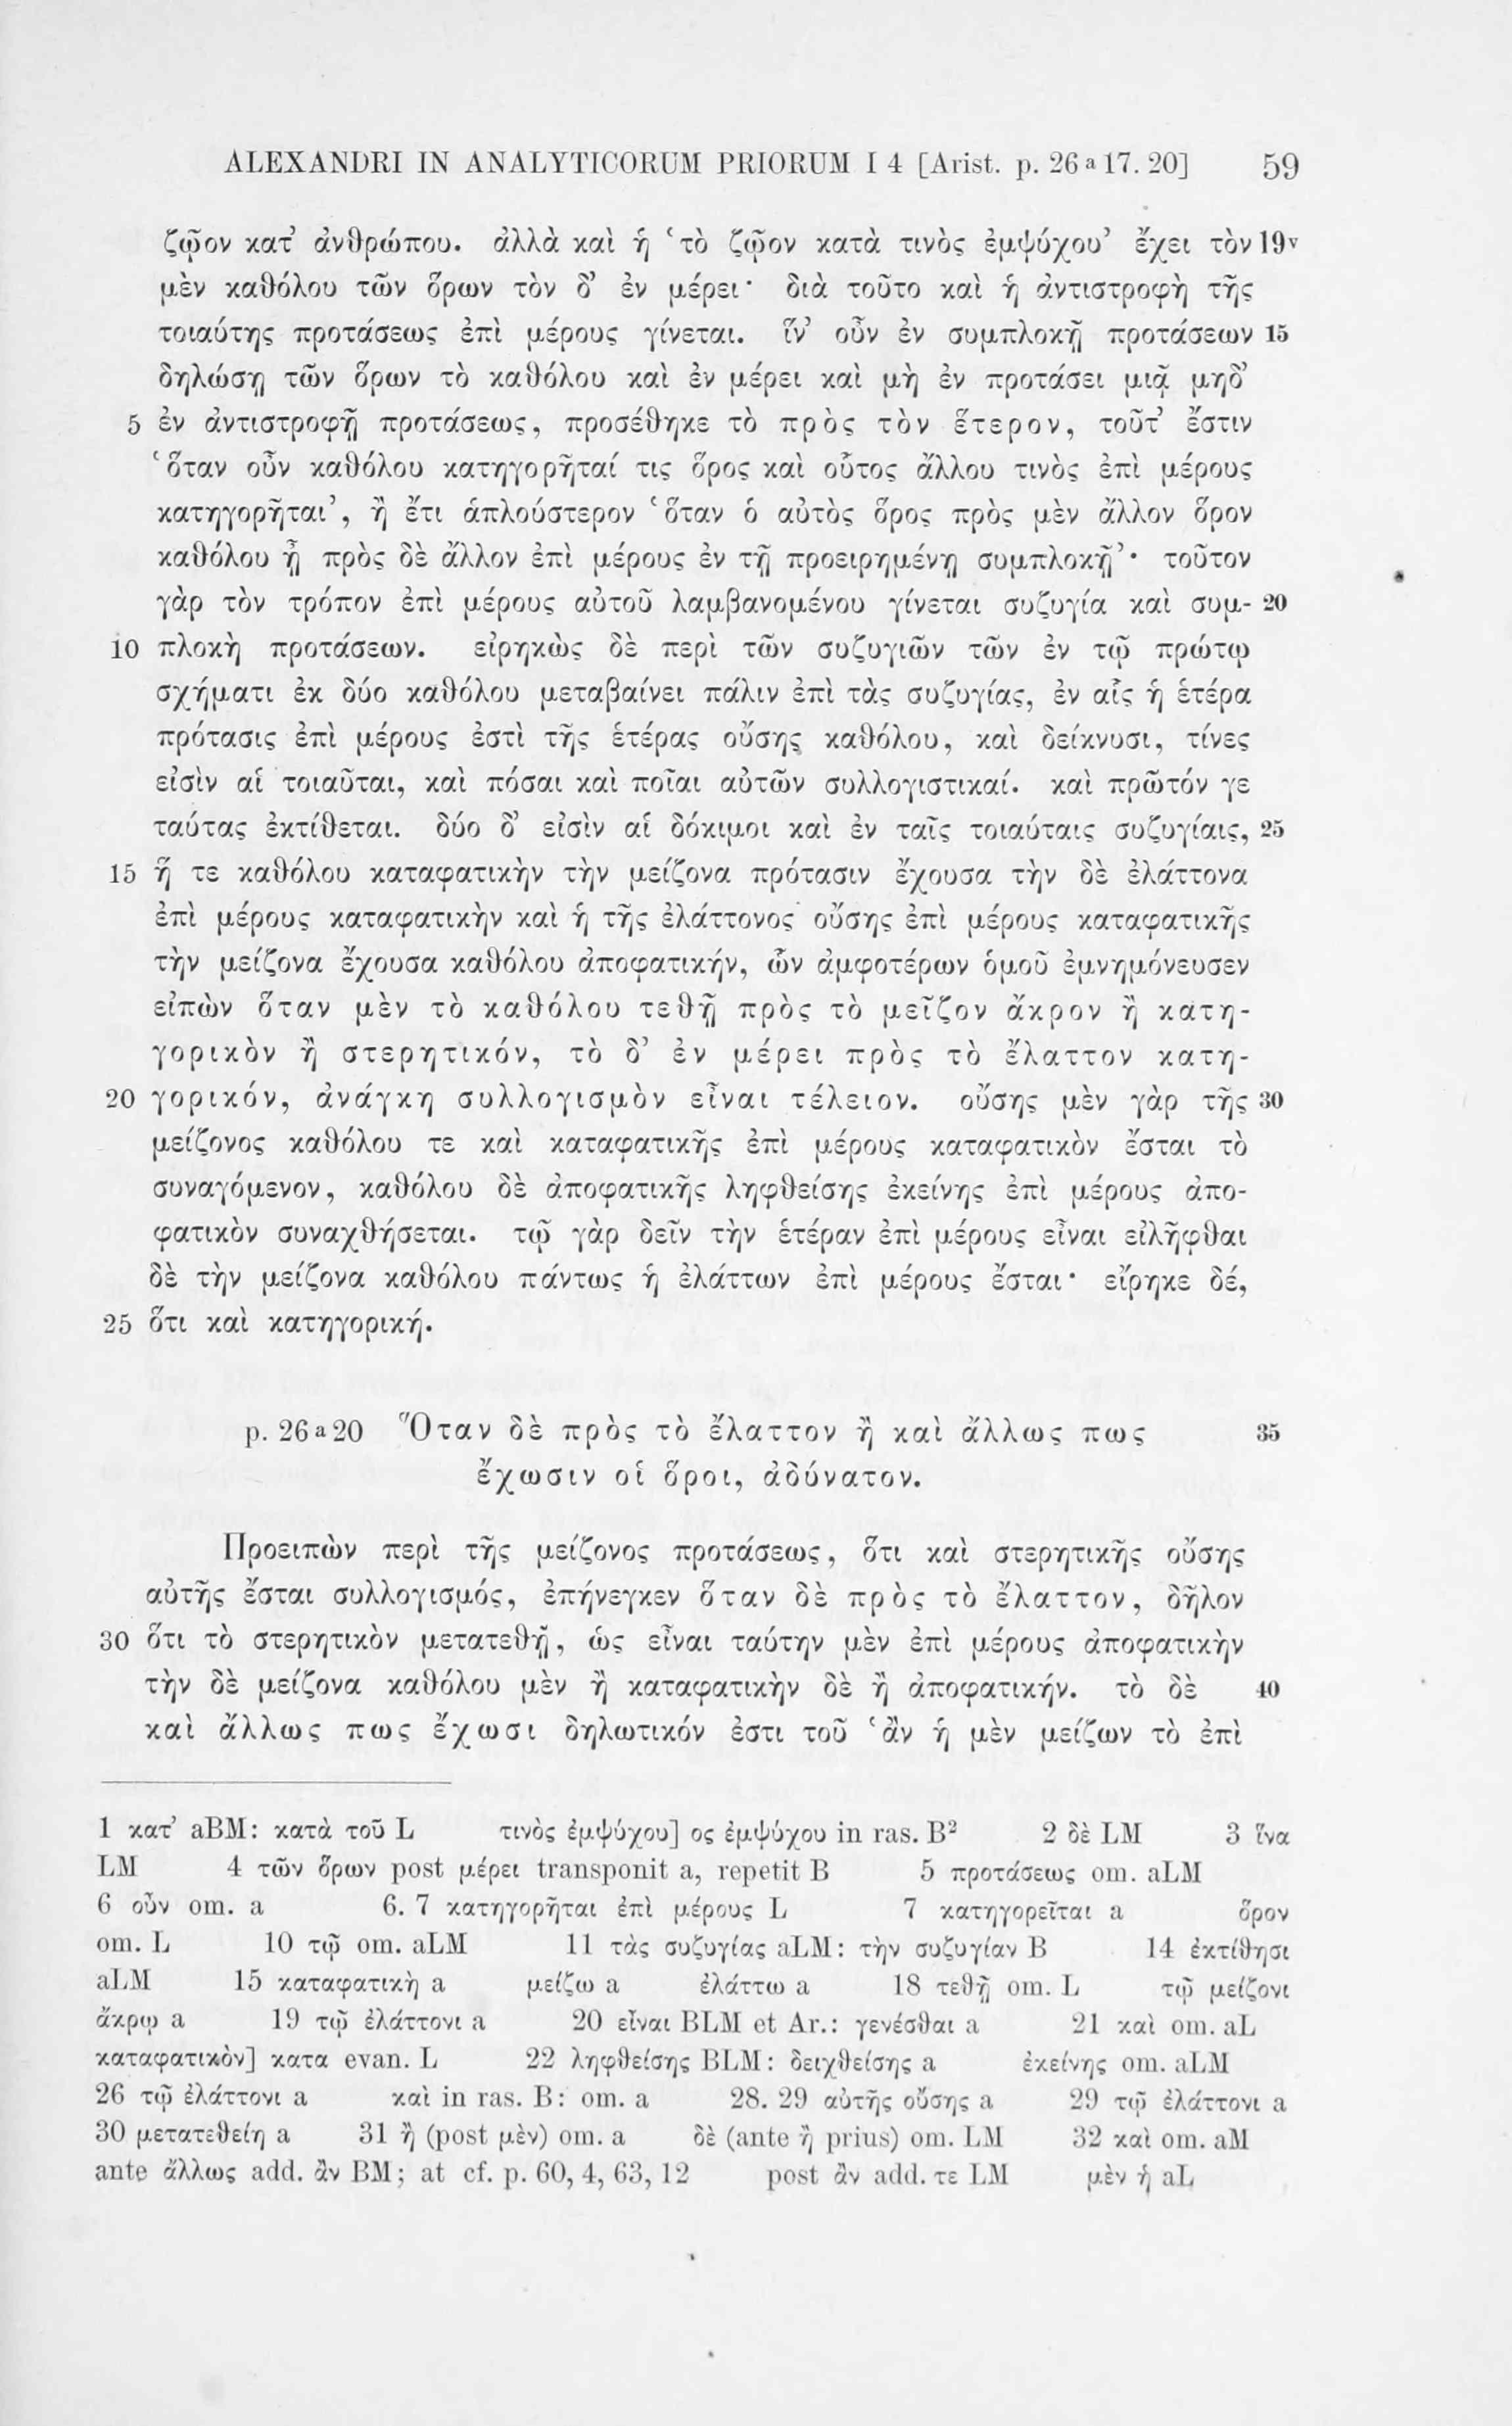 ALEXANDRI IN ANALYTICORUM PRIORUM I 4 [Arist. p. 26 a 17. 20] 59
ζῷον κατ’ ἀνθρώπου. ἀλλὰ καὶ ἡ ‘τὸ ζῷον κατὰ τινὸς ἐμψύχου’ ἔχει τὸν 19v
μὲν καθόλου τῶν ὅρων τὸν δ’ ἐν μέρει· διὰ τοῦτο καὶ ἡ ἀντιστροφὴ τῆς
τοιαύτης προτάσεως ἐπὶ μέρους γίνεται. ἵν’ οὖν ἐν συμπλοκῇ προτάσεων 15
δηλώσῃ τῶν ὅρων τὸ καθόλου καὶ ἐν μέρει καὶ μὴ ἐν προτάσει μιᾷ μηδ’
5 ἐν ἀντιστροφῇ προτάσεως, προσέθηκε τὸ πρὸς τὸν ἕτερον, τοῦτ’ ἔστιν
‘ὅταν οὖν καθόλου κατηγορῆταί τις ὅρος καὶ οὗτος ἄλλου τινὸς ἐπὶ μέρους
κατηγορῆται’, ἢ ἔτι ἁπλούστερον ‘ὅταν ὁ αὐτὸς ὅρος πρὸς μὲν ἄλλον ὅρον
καθόλου ᾖ πρὸς δὲ ἄλλον ἐπὶ μέρους ἐν τῇ προειρημένῃ συμπλοκῇ’· τοῦτον
γὰρ τὸν τρόπον ἐπὶ μέρους αὐτοῦ λαμβανομένου γίνεται συζυγία καὶ συμ- 20
10 πλοκὴ προτάσεων. εἰρηκὼς δὲ περὶ τῶν συζυγιῶν τῶν ἐν τῷ πρώτῳ
σχήματι ἐκ δύο καθόλου μεταβαίνει πάλιν ἐπὶ τὰς συζυγίας, ἐν αἷς ἡ ἑτέρα
πρότασις ἐπὶ μέρους ἐστὶ τῆς ἑτέρας οὔσης καθόλου, καὶ δείκνυσι, τίνες
εἰσὶν αἱ τοιαῦται, καὶ πόσαι καὶ ποῖαι αὐτῶν συλλογιστικαί. καὶ πρῶτόν γε
ταύτας ἐκτίθεται. δύο δ’ εἰσὶν αἱ δόκιμοι καὶ ἐν ταῖς τοιαύταις συζυγίαις, 25
15 ἥ τε καθόλου καταφατικὴν τὴν μείζονα πρότασιν ἔχουσα τὴν δὲ ἐλάττονα
ἐπὶ μέρους καταφατικὴν καὶ ἡ τῆς ἐλάττονος οὔσης ἐπὶ μέρους καταφατικῆς
τὴν μείζονα ἔχουσα καθόλου ἀποφατικήν, ὧν ἀμφοτέρων ὁμοῦ ἐμνημόνευσεν
εἰπὼν ὅταν μὲν τὸ καθόλου τεθῇ πρὸς τὸ μεῖζον ἄκρον ἢ κατη-
γορικὸν ἢ στερητικόν, τὸ δ’ ἐν μέρει πρὸς τὸ ἔλαττον κατη-
20 γορικόν, ἀνάγκη συλλογισμὸν εἶναι τέλειον. οὔσης μὲν γὰρ τῆς 30
μείζονος καθόλου τε καὶ καταφατικῆς ἐπὶ μέρους καταφατικὸν ἔσται τὸ
συναγόμενον, καθόλου δὲ ἀποφατικῆς ληφθείσης ἐκείνης ἐπὶ μέρους ἀπο-
φατικὸν συναχθήσεται. τῷ γὰρ δεῖν τὴν ἑτέραν ἐπὶ μέρους εἶναι εἰλῆφθαι
δὲ τὴν μείζονα καθόλου πάντως ἡ ἐλάττων ἐπὶ μέρους ἔσται· εἴρηκε δέ,
25 ὅτι καὶ κατηγορική.
p. 26 a 20 Ὅταν δὲ πρὸς τὸ ἔλαττον ἢ καὶ ἄλλως πως 35
ἔχωσιν οἱ ὅροι, ἀδύνατον.
Προειπὼν περὶ τῆς μείζονος προτάσεως, ὅτι καὶ στερητικῆς οὔσης
αὐτῆς ἔσται συλλογισμός, ἐπήνεγκεν ὅταν δὲ πρὸς τὸ ἔλαττον, δῆλον
30 ὅτι τὸ στερητικὸν μετατεθῇ, ὡς εἶναι ταύτην μὲν ἐπὶ μέρους ἀποφατικὴν
τὴν δὲ μείζονα καθόλου μὲν ἢ καταφατικὴν δὲ ἢ ἀποφατικήν. τὸ δὲ 40
καὶ ἄλλως πως ἔχωσι δηλωτικόν ἐστι τοῦ ‘ἂν ἡ μὲν μείζων τὸ ἐπὶ
1 κατ’ aBM: κατὰ τοῦ L τινὸς ἐμψύχου] ος ἐμψύχου in ras. B² 2 δὲ LM 3 ἵνα
LM 4 τῶν ὅρων post μέρει transponit a, repetit B 5 προτάσεως om. aLM
6 οὖν om. a 6. 7 κατηγορῆται ἐπὶ μέρους L 7 κατηγορεῖται a ὅρον
om. L 10 τῷ om. aLM 11 τὰς συζυγίας aLM: τὴν συζυγίαν B 14 ἐκτίθησι
aLM 15 καταφατικὴ a μείζω a ἐλάττω a 18 τεθῇ om. L τῷ μείζονι
ἄκρῳ a 19 τῷ ἐλάττονι a 20 εἶναι BLM et Ar.: γενέσθαι a 21 καὶ om. aL
καταφατικὸν] κατα evan. L 22 ληφθείσης BLM: δειχθείσης a ἐκείνης om. aLM
26 τῷ ἐλάττονι a καὶ in ras. B: om. a 28. 29 αὐτῆς οὔσης a 29 τῷ ἐλάττονι a
30 μετατεθείη a 31 ἢ (post μὲν) om. a δὲ (ante ἢ prius) om. LM 32 καὶ om. aM
ante ἄλλως add. ἂν BM; at cf. p. 60, 4, 63, 12 post ἂν add. τε LM μὲν ἡ aL